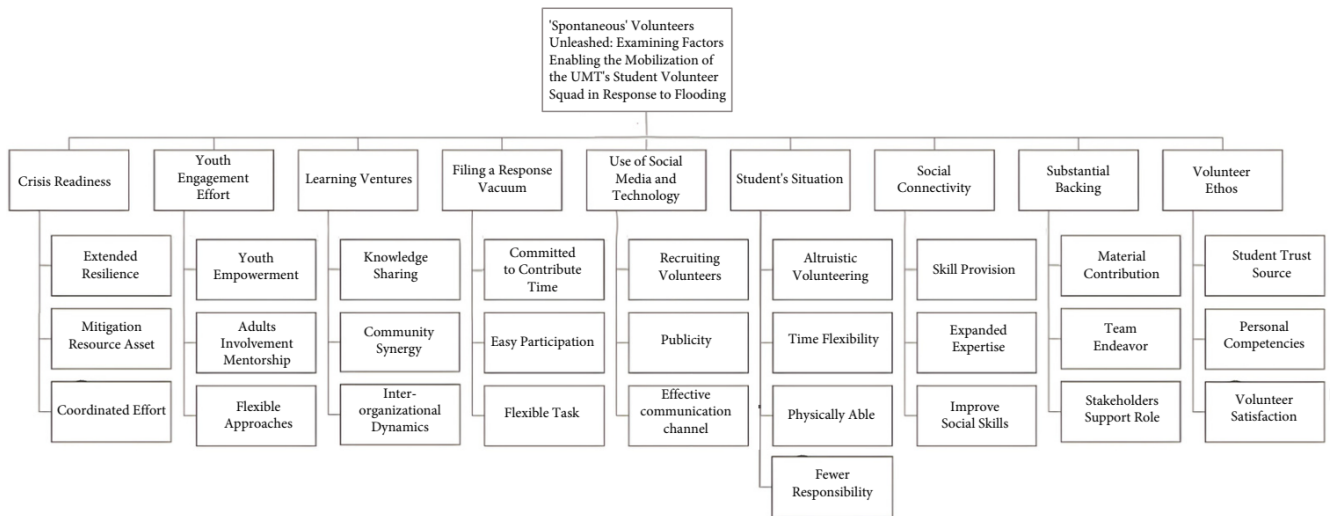 'Spontaneous' Volunteers
Unleashed: Examining Factors
Enabling the Mobilization of
the UMT's Student Volunteer
Squad in Response to Flooding
Crisis Readiness
Youth
Engagement
Effort
Learning Ventures
Filing a Response
Vacuum
Use of Social
Media and
Technology
Student's Situation
Social
Connectivity
Substantial
Backing
Volunteer
Ethos
Extended
Resilience
Mitigation
Resource Asset
Coordinated Effort
Youth
Empowerment
Adults
Involvement
Mentorship
Flexible
Approaches
Knowledge
Sharing
Community
Synergy
Inter-
organizational
Dynamics
Committed
to Contribute
Time
Easy Participation
Flexible Task
Recruiting
Volunteers
Publicity
Effective
communication
channel
Altruistic
Volunteering
Time Flexibility
Physically Able
Fewer
Responsibility
Skill Provision
Expanded
Expertise
Improve
Social Skills
Material
Contribution
Team
Endeavor
Stakeholders
Support Role
Student Trust
Source
Personal
Competencies
Volunteer
Satisfaction